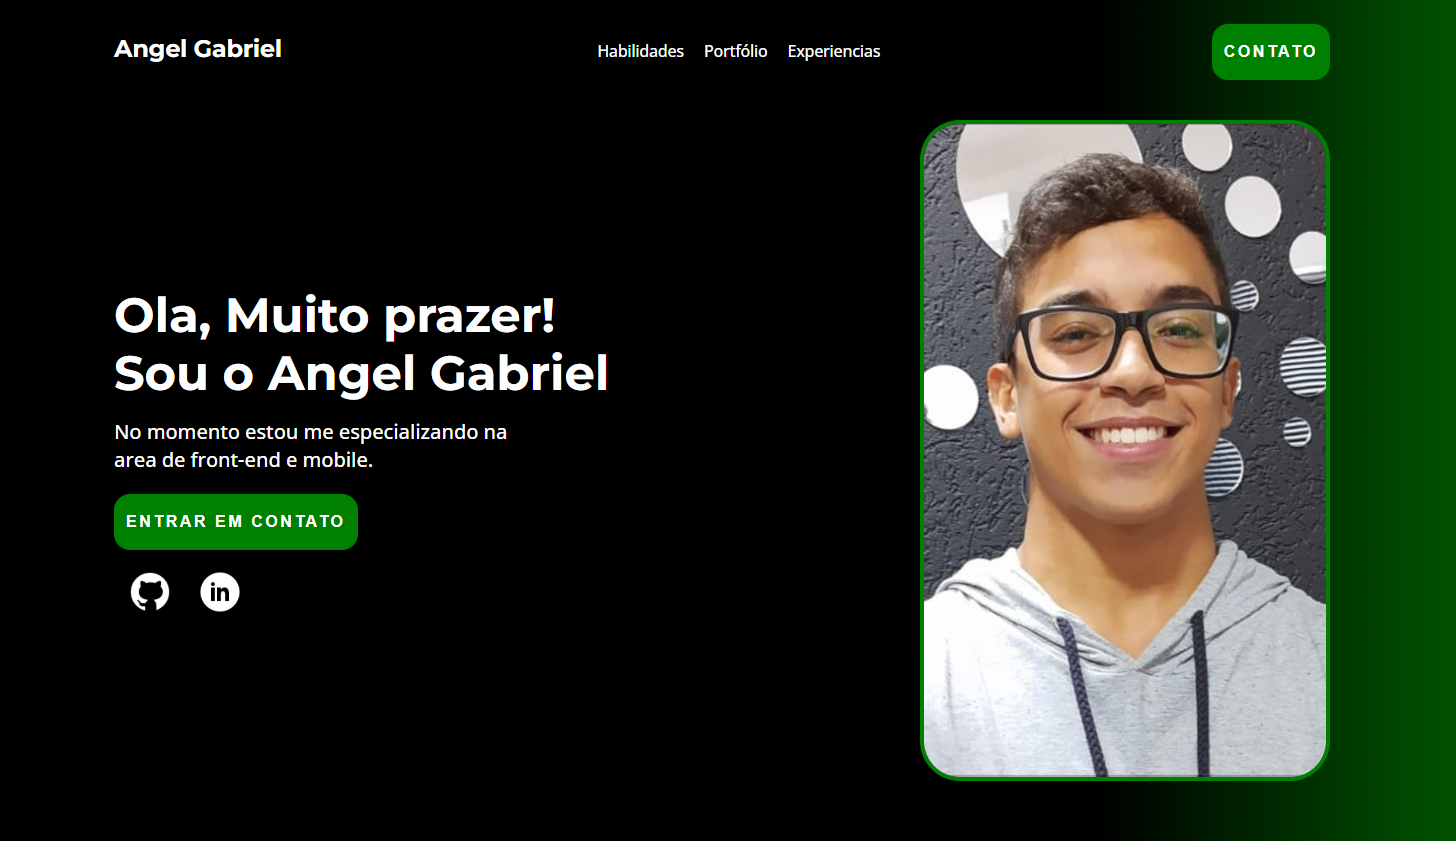 Angel Gabriel
Habilidades Portfólio Experiencias
CONTATO
Ola, Muito prazer!
Sou o Angel Gabriel
No momento estou me especializando na
area de front-end e mobile.
ENTRAR EM CONTATO
in